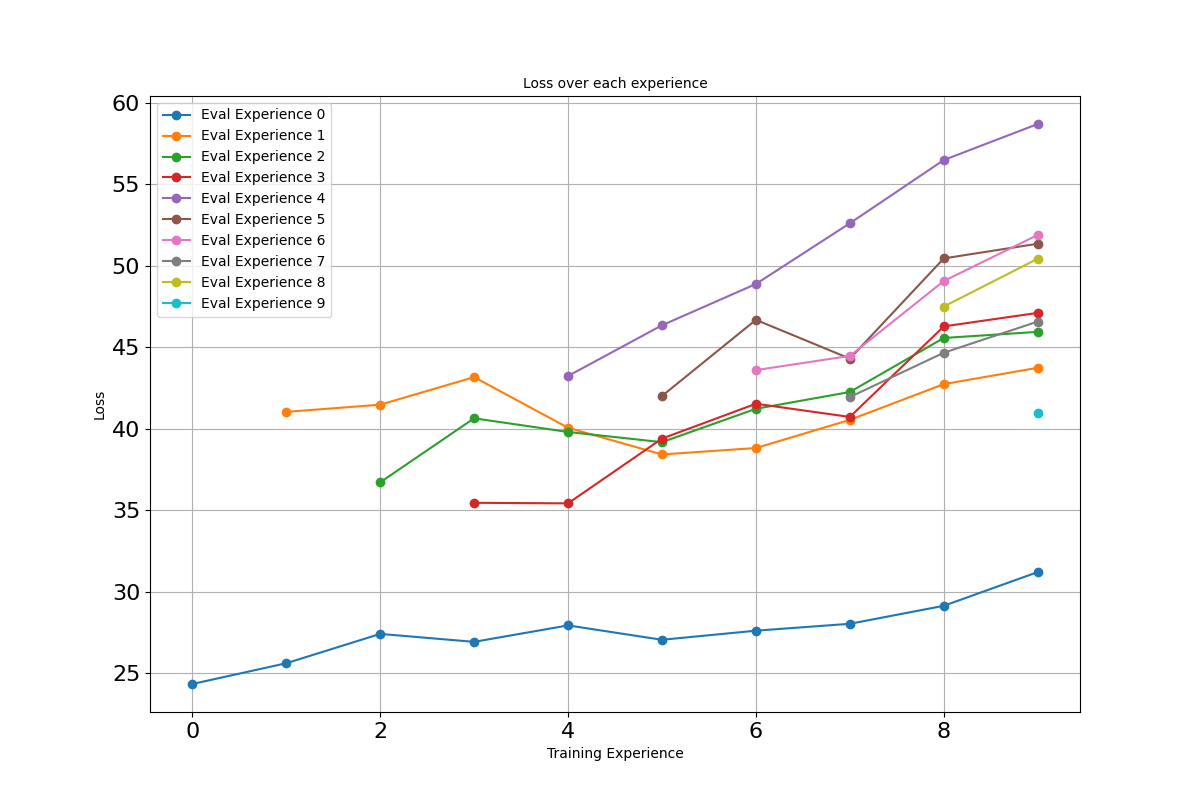 Loss over each experience
60
55
50
45
40
35
30
25
Loss
Eval Experience 0
Eval Experience 1
Eval Experience 2
Eval Experience 3
Eval Experience 4
Eval Experience 5
Eval Experience 6
Eval Experience 7
Eval Experience 8
Eval Experience 9
0 2 4 6 8
Training Experience